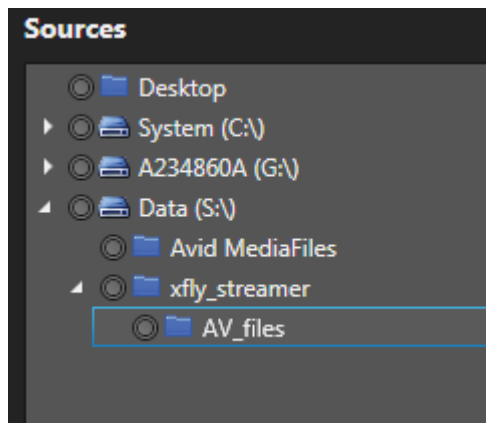 Sources
Desktop
System (C:\)
A234860A (G:\)
Data (S:\)
Avid MediaFiles
xfly_streamer
AV_files